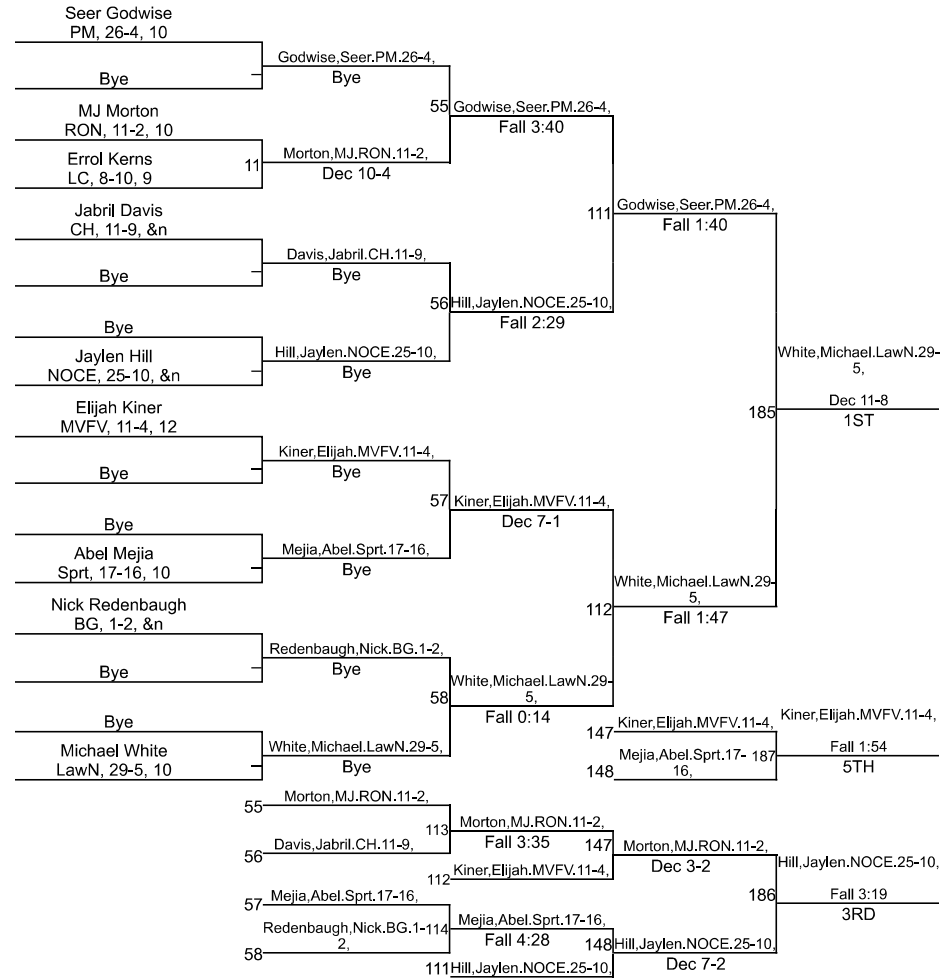 Seer Godwise
PM, 26-4, 10
Godwise,Seer.PM.26-4,
Bye
Bye
55
Godwise,Seer.PM.26-4,
Fall 3:40
MJ Morton
RON, 11-2, 10
Errol Kerns
LC, 8-10, 9
11
Morton,MJ.RON.11-2,
Dec 10-4
111
Godwise,Seer.PM.26-4,
Fall 1:40
Jabril Davis
CH, 11-9, &n
Davis,Jabril.CH.11-9,
Bye
Bye
56
Hill,Jaylen.NOCE.25-10,
Fall 2:29
Bye
Jaylen Hill
NOCE, 25-10, &n
Hill,Jaylen.NOCE.25-10,
Bye
White,Michael.LawN.29-
5,
185
Dec 11-8
1ST
Elijah Kiner
MVFV, 11-4, 12
Kiner,Elijah.MVFV.11-4,
Bye
Bye
57
Kiner,Elijah.MVFV.11-4,
Dec 7-1
Bye
Abel Mejia
Sprt, 17-16, 10
Mejia,Abel.Sprt.17-16,
Bye
112
White,Michael.LawN.29-
5,
Fall 1:47
Nick Redenbaugh
BG, 1-2, &n
Redenbaugh,Nick.BG.1-2,
Bye
Bye
58
White,Michael.LawN.29-
5,
Fall 0:14
Bye
Michael White
LawN, 29-5, 10
White,Michael.LawN.29-5,
Bye
147
Kiner,Elijah.MVFV.11-4,
148
Mejia,Abel.Sprt.17-
16,
187
Kiner,Elijah.MVFV.11-4,
Fall 1:54
5TH
55
Morton,MJ.RON.11-2,
56
Davis,Jabril.CH.11-9,
113
Morton,MJ.RON.11-2,
Fall 3:35
112
Kiner,Elijah.MVFV.11-4,
147
Morton,MJ.RON.11-2,
Dec 3-2
57
Mejia,Abel.Sprt.17-16,
58
Redenbaugh,Nick.BG.1-
2,
114
Mejia,Abel.Sprt.17-16,
Fall 4:28
111
Hill,Jaylen.NOCE.25-10,
148
Hill,Jaylen.NOCE.25-10,
Dec 7-2
186
Hill,Jaylen.NOCE.25-10,
Fall 3:19
3RD